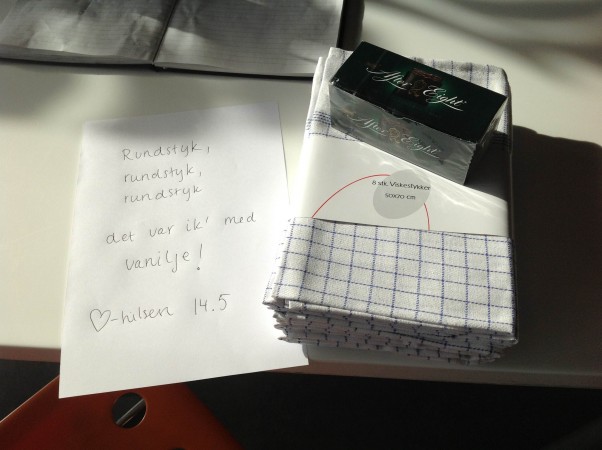 Rundstyk,
rundstyk,
rundstyk
det var ik' med
vanilje!
♡-hilsen 14.5
After Eight
After Eight
8 stk. Viskestykker
50x70 cm